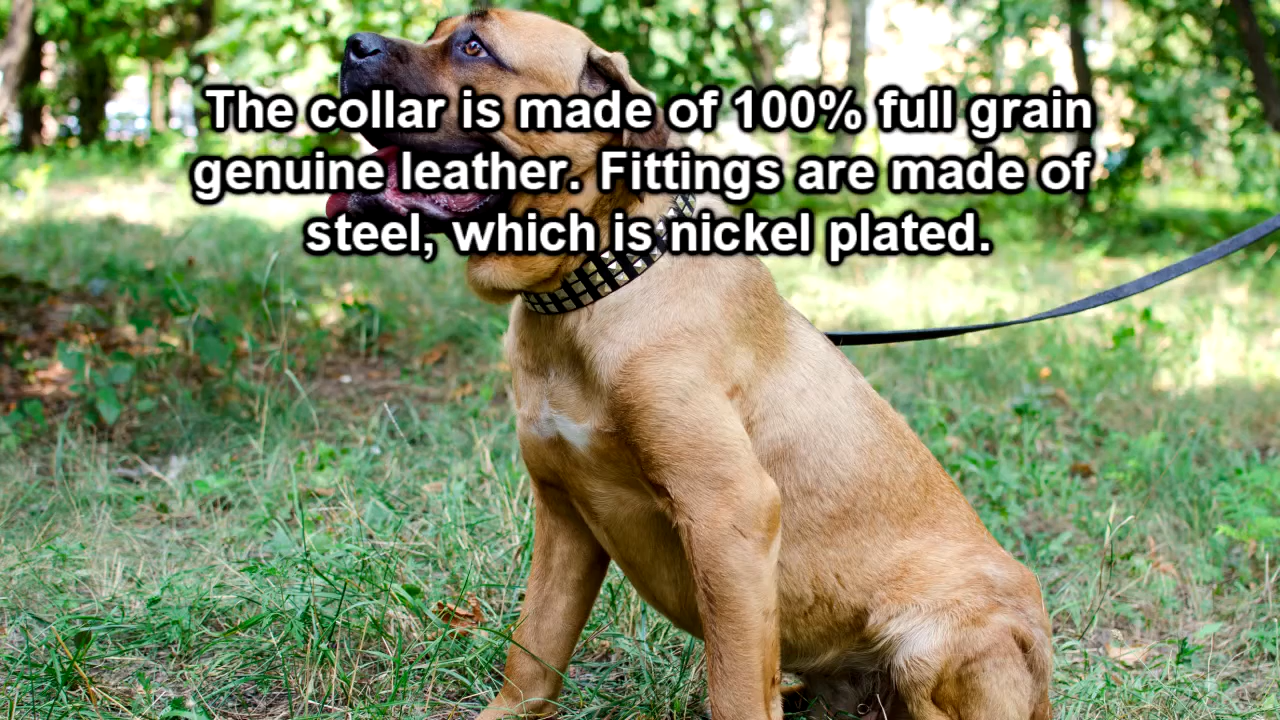 The collar is made of 100% full grain
genuine leather. Fittings are made of
steel, which is nickel plated.